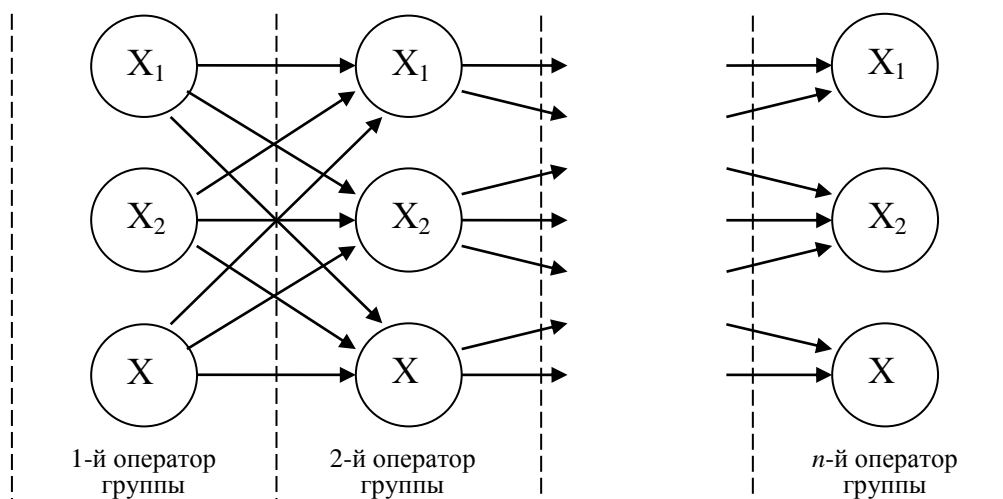 X₁ X₁ X₁
X₂ X₂ X₂
X X X
1-й оператор 2-й оператор n-й оператор
группы группы группы